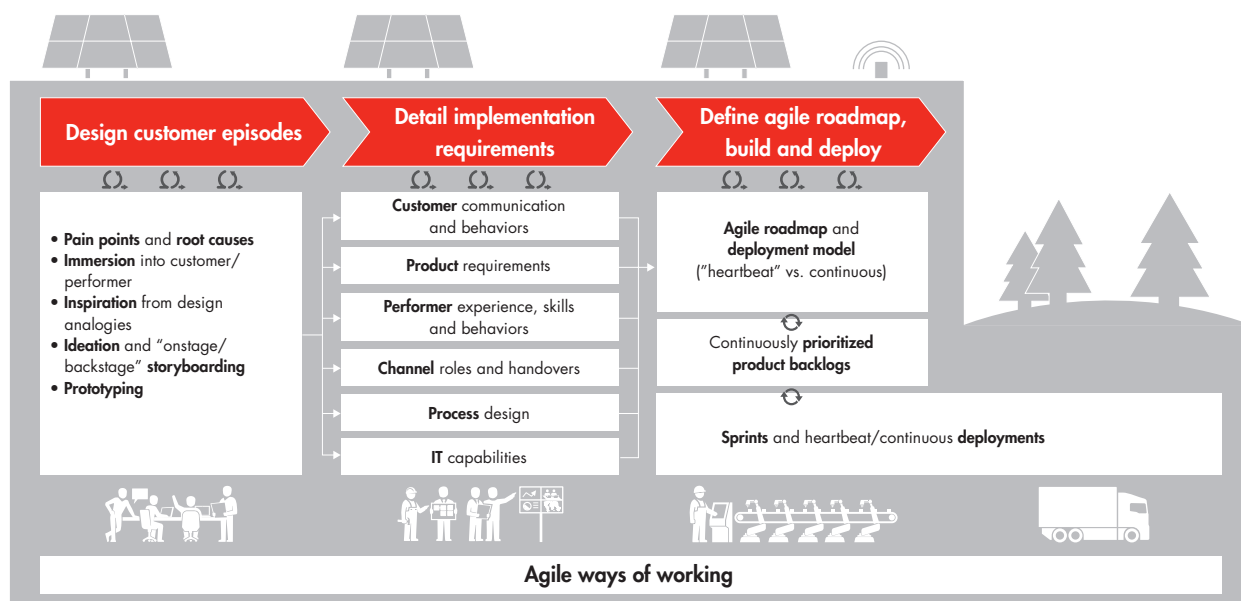 Design customer episodes
Detail implementation
requirements
Define agile roadmap,
build and deploy
• Pain points and root causes
• Immersion into customer/
performer
• Inspiration from design
analogies
• Ideation and “onstage/
backstage” storyboarding
• Prototyping
Customer communication
and behaviors
Product requirements
Performer experience, skills
and behaviors
Channel roles and handovers
Process design
IT capabilities
Agile roadmap and
deployment model
(”heartbeat” vs. continuous)
Continuously prioritized
product backlogs
Sprints and heartbeat/continuous deployments
Agile ways of working